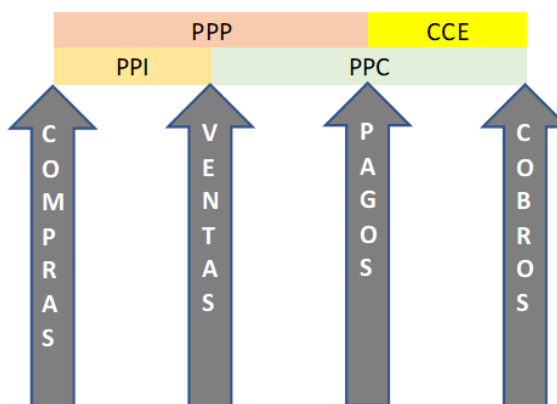 PPP CCE
PPI PPC
COMPRAS
VENTAS
PAGOS
COBROS